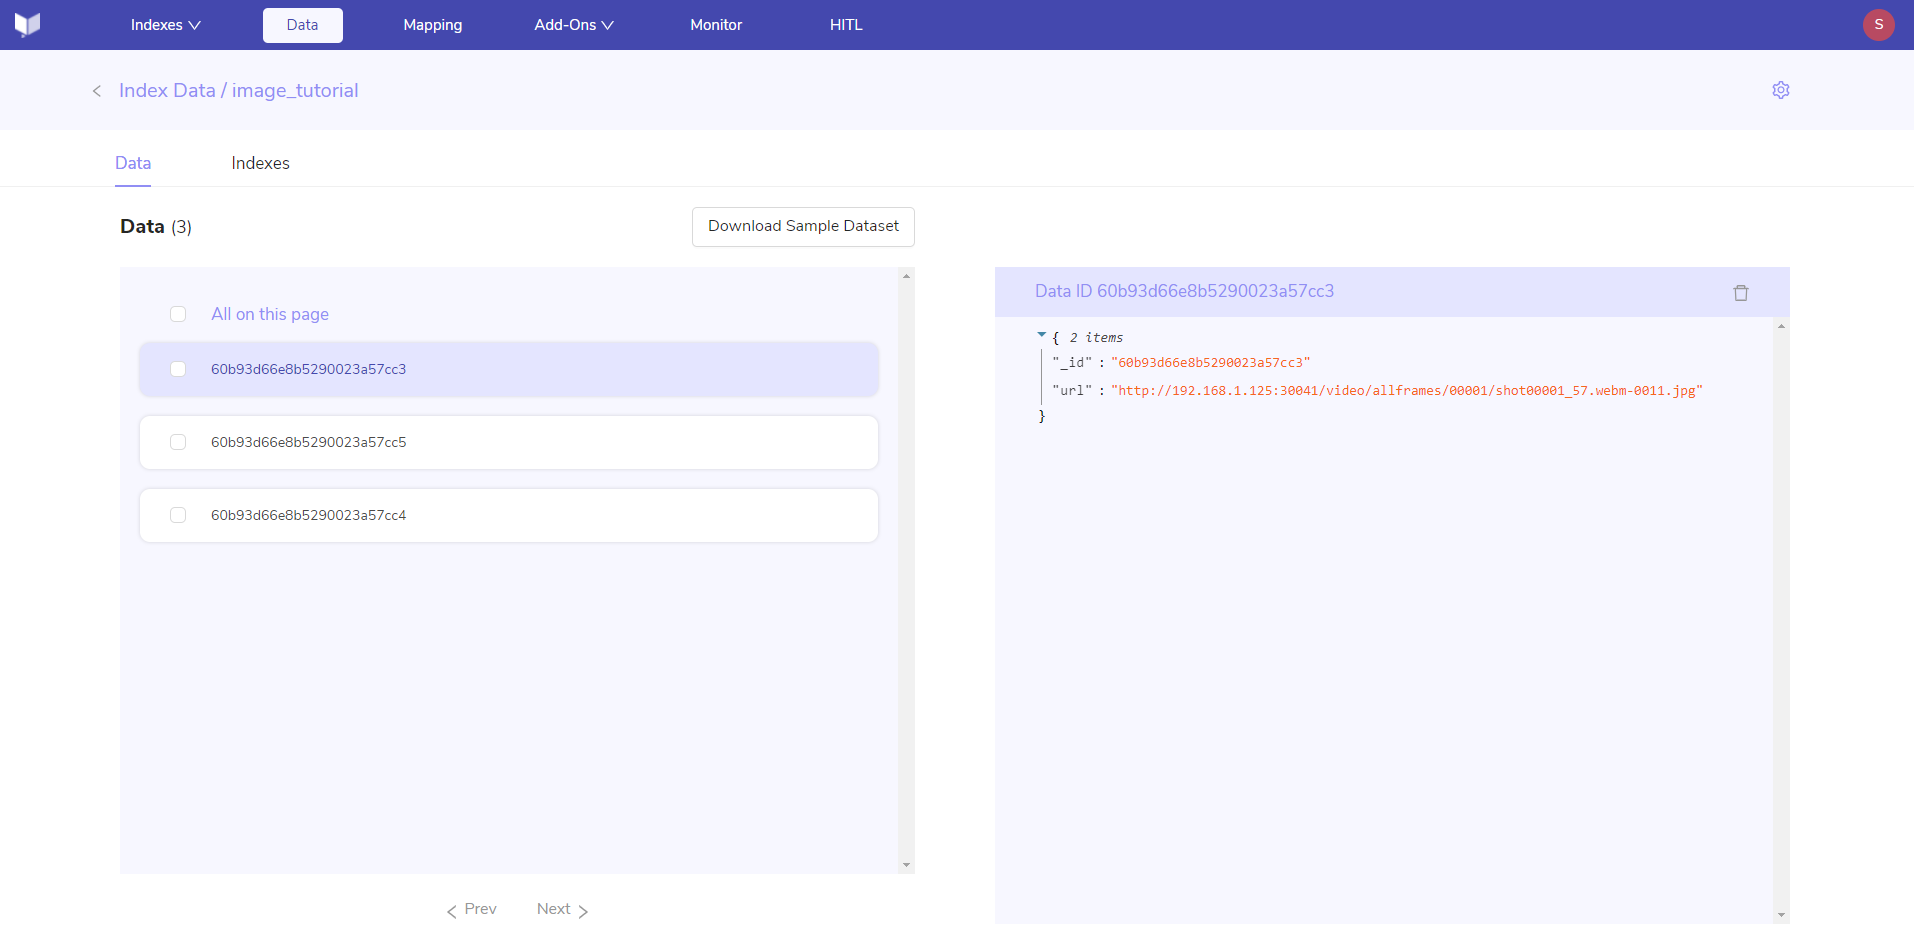 Indexes Data Mapping Add-Ons Monitor HITL S
Index Data / image_tutorial
Data Indexes
Data (3) Download Sample Dataset
All on this page
60b93d66e8b5290023a57cc3
60b93d66e8b5290023a57cc5
60b93d66e8b5290023a57cc4
Prev Next
Data ID 60b93d66e8b5290023a57cc3
{ 2 items
"_id" : "60b93d66e8b5290023a57cc3"
"url" : "http://192.168.1.125:30041/video/allframes/00001/shot00001_57.webm-0011.jpg"
}